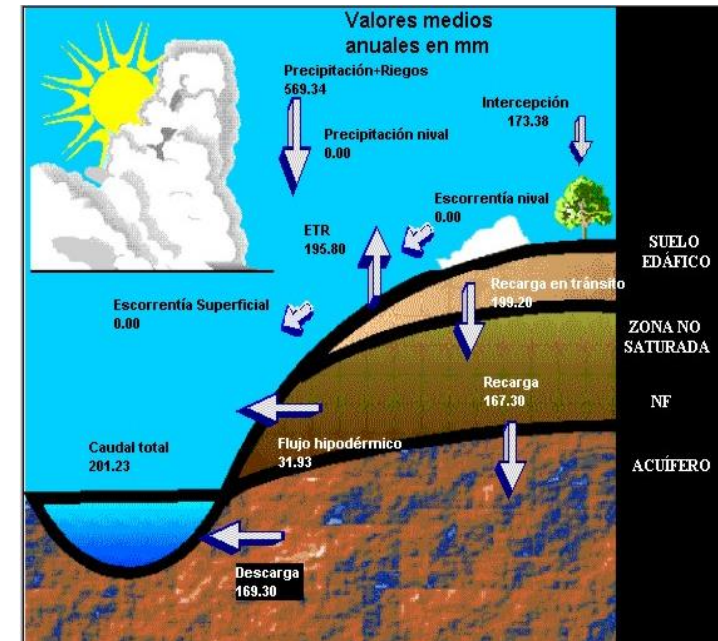 Valores medios
anuales en mm
Precipitación+Riegos
569.34
Intercepción
173.38
Precipitación nival
0.00
Escorrentía nival
0.00
ETR
195.80
SUELO
EDÁFICO
Recarga en tránsito
199.20
Escorrentía Superficial
0.00
ZONA NO
SATURADA
Recarga
167.30
NF
Caudal total
201.23
Flujo hipodérmico
31.93
ACUÍFERO
Descarga
169.30